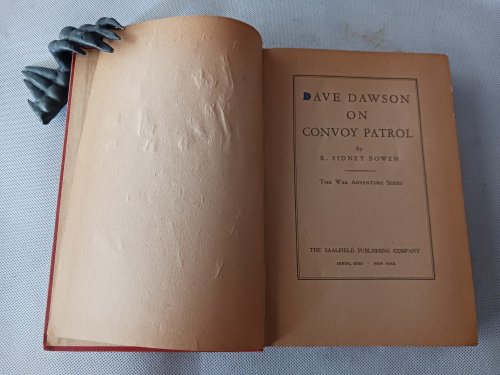 DAVE DAWSON
ON
CONVOY PATROL
by
R. SIDNEY BOWEN
THE WAR ADVENTURE SERIES
THE SAALFIELD PUBLISHING COMPANY
AKRON, OHIO · NEW YORK